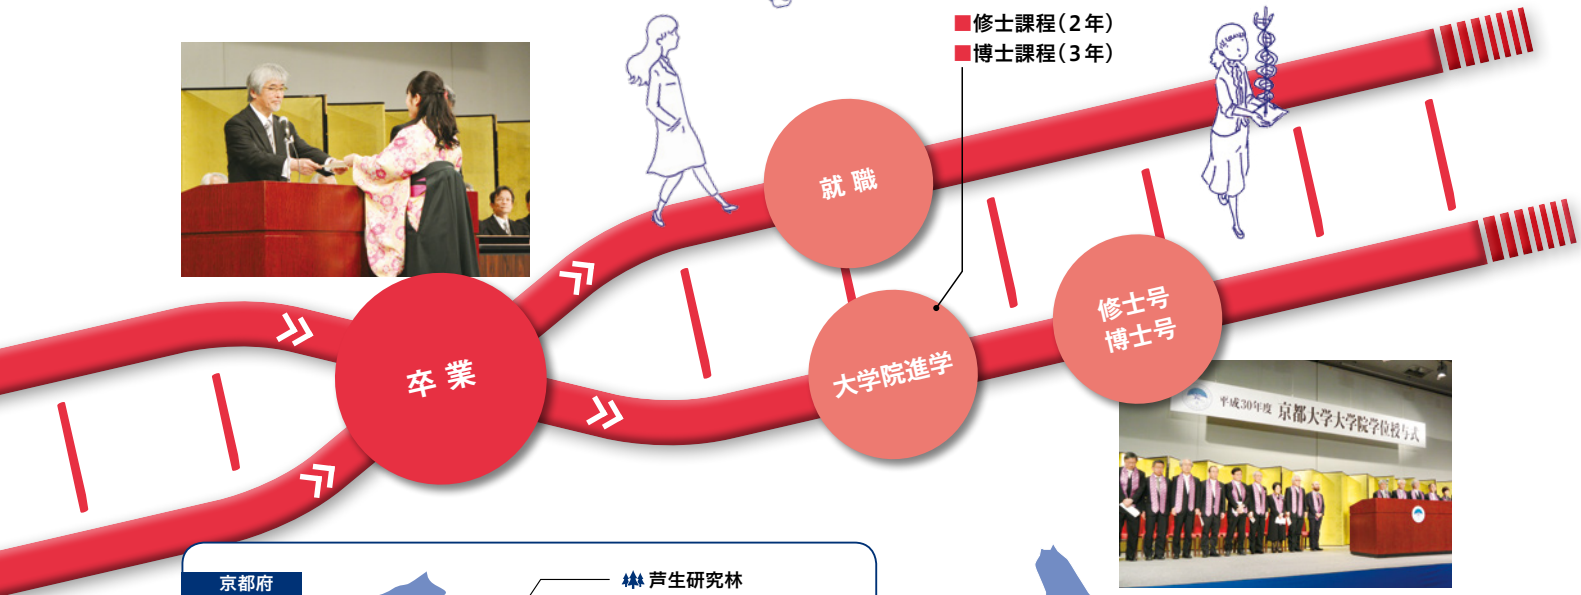 ■修士課程（2年）
■博士課程（3年）
就 職
卒 業
大学院進学
修士号
博士号
平成30年度 京都大学大学院学位授与式
京都府
芦生研究林